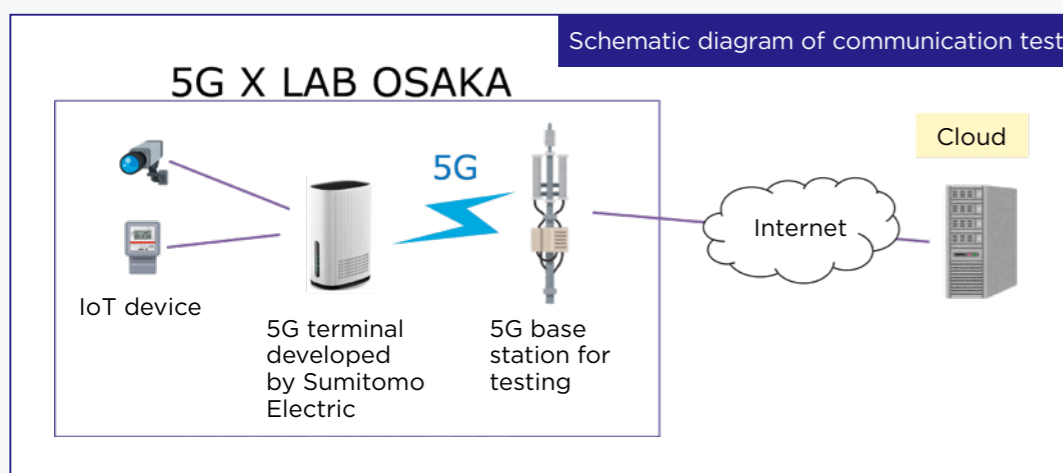 Schematic diagram of communication test
5G X LAB OSAKA
Cloud
5G
Internet
IoT device
5G terminal
developed
by Sumitomo
Electric
5G base
station for
testing